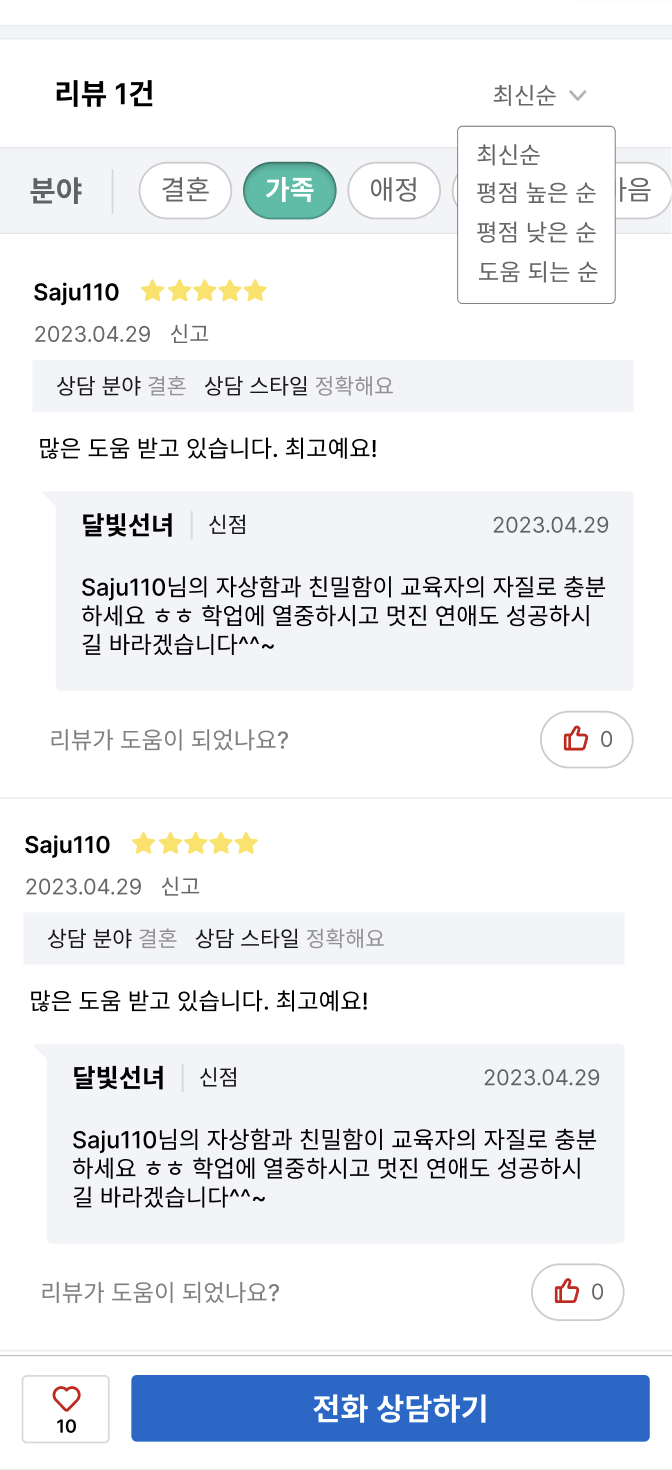 리뷰 1건
최신순
최신순
평점 높은 순
평점 낮은 순
도움 되는 순
분야 결혼 가족 애정 마음
Saju110
2023.04.29 신고
상담 분야 결혼 상담 스타일 정확해요
많은 도움 받고 있습니다. 최고예요!
달빛선녀 신점 2023.04.29
Saju110님의 자상함과 친밀함이 교육자의 자질로 충분
하세요 ㅎㅎ 학업에 열중하시고 멋진 연애도 성공하시
길 바라겠습니다^^~
리뷰가 도움이 되었나요? 0
Saju110
2023.04.29 신고
상담 분야 결혼 상담 스타일 정확해요
많은 도움 받고 있습니다. 최고예요!
달빛선녀 신점 2023.04.29
Saju110님의 자상함과 친밀함이 교육자의 자질로 충분
하세요 ㅎㅎ 학업에 열중하시고 멋진 연애도 성공하시
길 바라겠습니다^^~
리뷰가 도움이 되었나요? 0
10
전화 상담하기